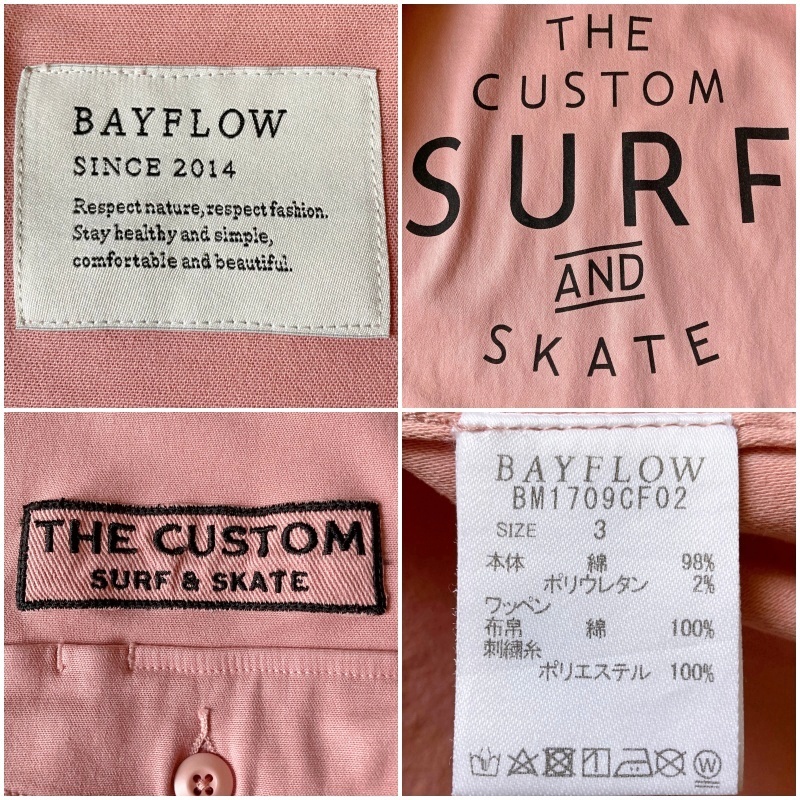 BAYFLOW
SINCE 2014
Respect nature, respect fashion.
Stay healthy and simple,
comfortable and beautiful.
THE
CUSTOM
SURF
AND
SKATE
THE CUSTOM
SURF & SKATE
BAYFLOW
BM1709CF02
SIZE 3
本体 綿 98%
ポリウレタン 2%
ワッペン
布帛 綿 100%
刺繍糸
ポリエステル 100%
W